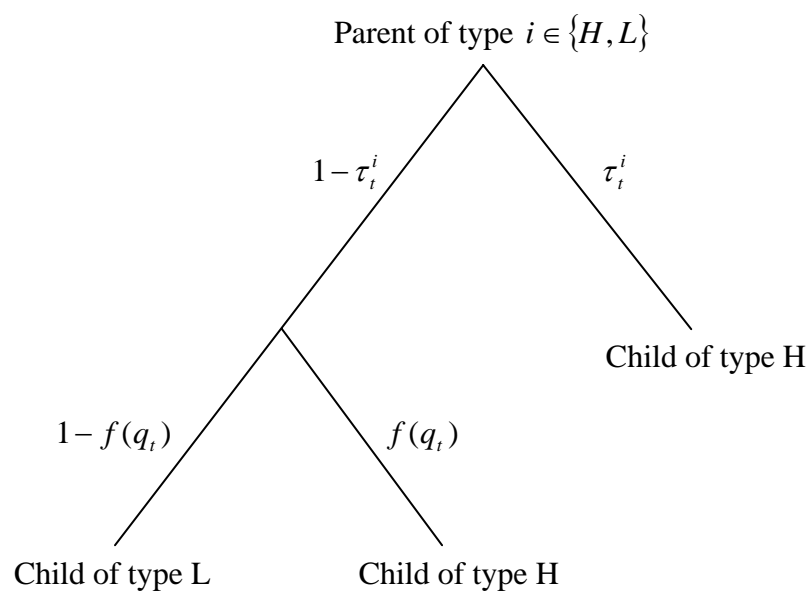 Parent of type i ∈ {H, L}
1 − τ_t^i
τ_t^i
Child of type H
1 − f(q_t)
f(q_t)
Child of type L
Child of type H